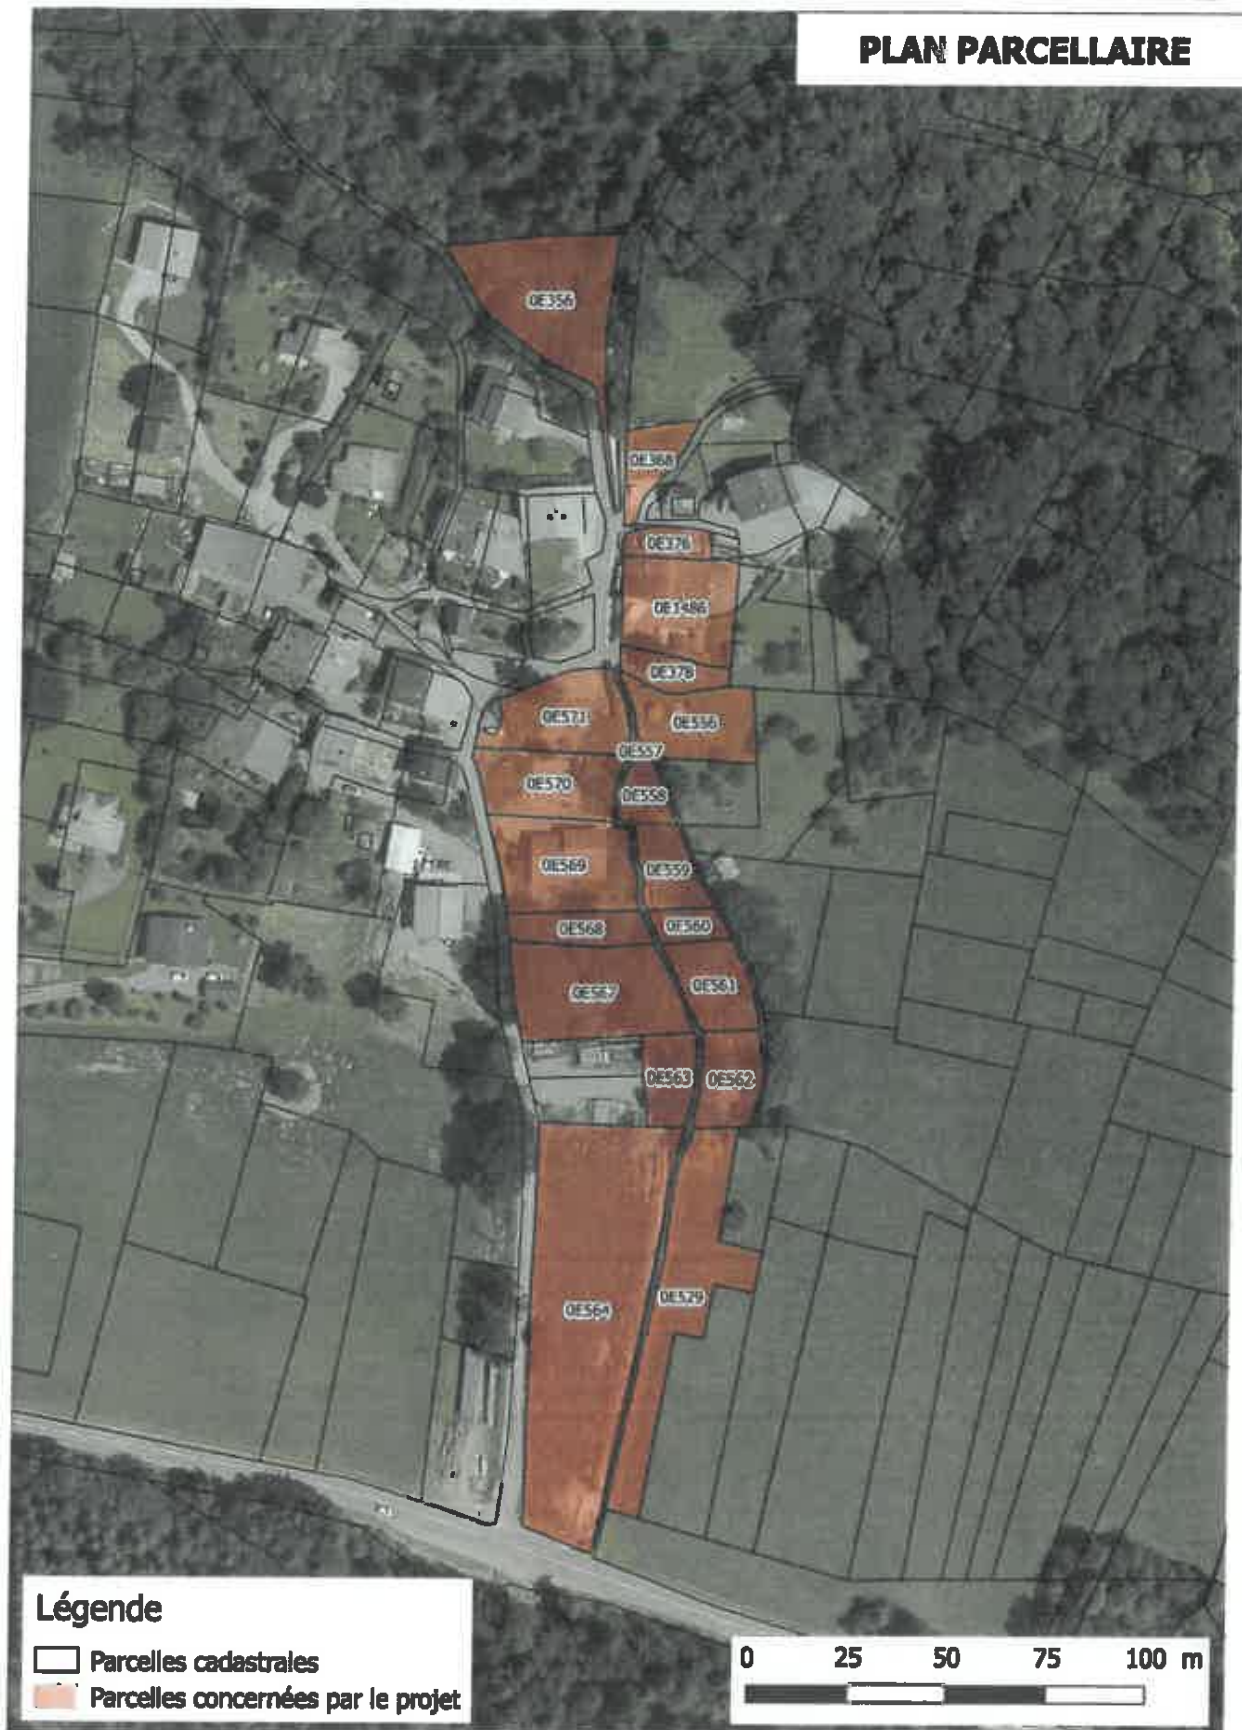 PLAN PARCELLAIRE
0E356
0E368
0E376
0E1486
0E378
0E571
0E556
0E557
0E570
0E558
0E569
0E559
0E568
0E560
0E567
0E561
0E563
0E562
0E564
0E529
Légende
Parcelles cadastrales
Parcelles concernées par le projet
0 25 50 75 100 m